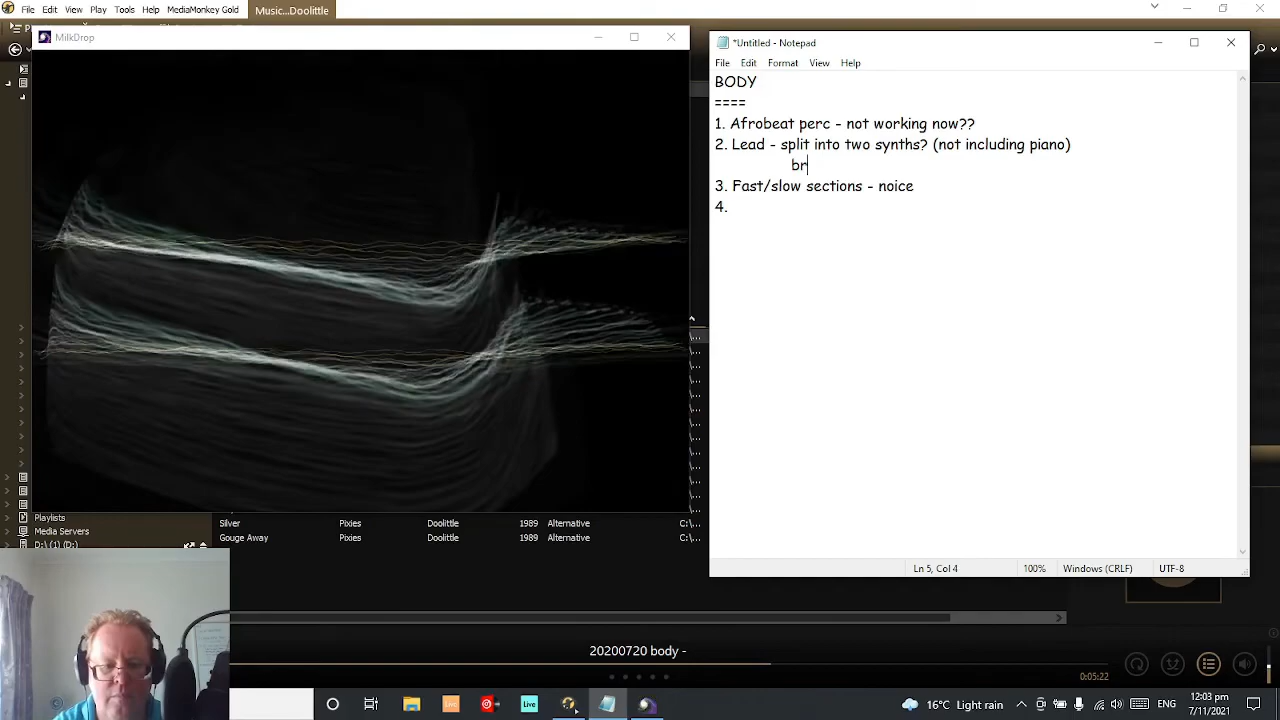 File Edit View Play Tools Help MediaMonkey Gold Music...Doolittle
MilkDrop
*Untitled - Notepad
File Edit Format View Help
BODY
====
1. Afrobeat perc - not working now??
2. Lead - split into two synths? (not including piano)
br
3. Fast/slow sections - noice
4.
Playlists
Media Servers
D:\ (1) (D:)
Silver Pixies Doolittle 1989 Alternative C:\...
Gouge Away Pixies Doolittle 1989 Alternative C:\...
Ln 5, Col 4 100% Windows (CRLF) UTF-8
20200720 body -
0:05:22
Live Live
16°C Light rain
12:03 pm
7/11/2021